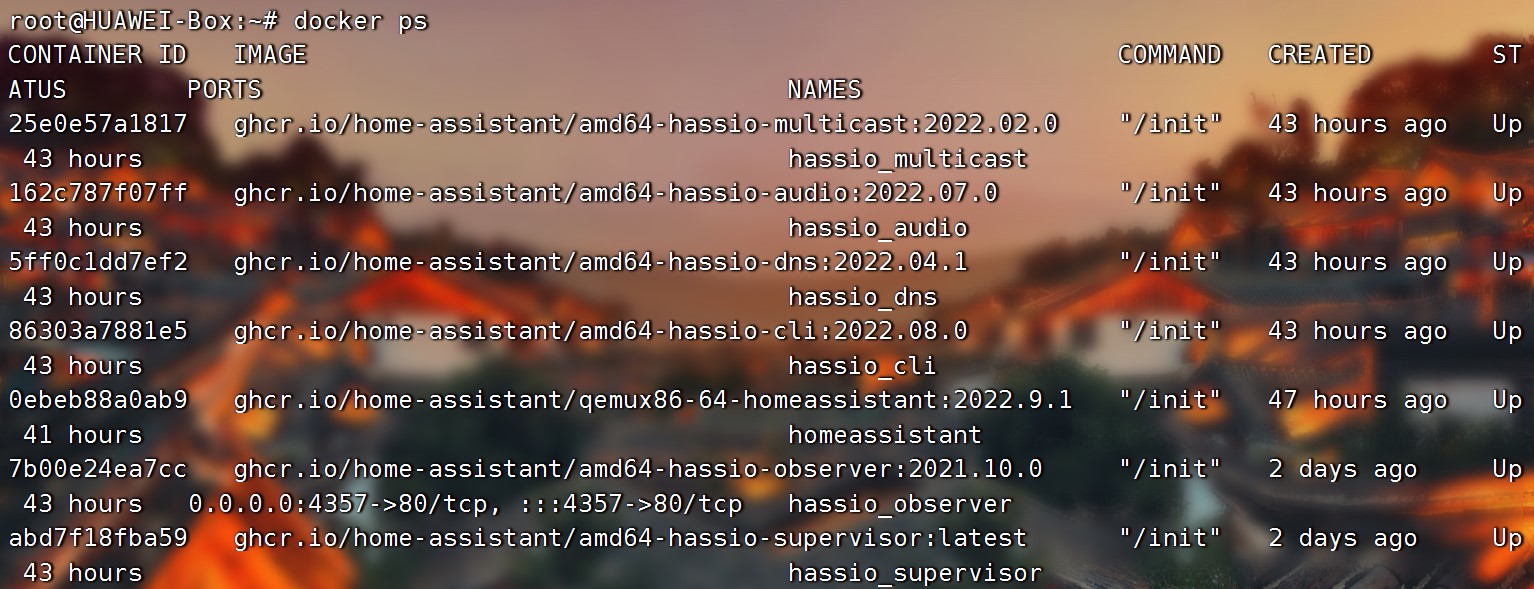 root@HUAWEI-Box:~# docker ps
CONTAINER ID   IMAGE                                                      COMMAND   CREATED        ST
ATUS        PORTS                                   NAMES
25e0e57a1817   ghcr.io/home-assistant/amd64-hassio-multicast:2022.02.0    "/init"   43 hours ago   Up
 43 hours                                           hassio_multicast
162c787f07ff   ghcr.io/home-assistant/amd64-hassio-audio:2022.07.0        "/init"   43 hours ago   Up
 43 hours                                           hassio_audio
5ff0c1dd7ef2   ghcr.io/home-assistant/amd64-hassio-dns:2022.04.1          "/init"   43 hours ago   Up
 43 hours                                           hassio_dns
86303a7881e5   ghcr.io/home-assistant/amd64-hassio-cli:2022.08.0          "/init"   43 hours ago   Up
 43 hours                                           hassio_cli
0ebeb88a0ab9   ghcr.io/home-assistant/qemux86-64-homeassistant:2022.9.1   "/init"   47 hours ago   Up
 41 hours                                           homeassistant
7b00e24ea7cc   ghcr.io/home-assistant/amd64-hassio-observer:2021.10.0     "/init"   2 days ago     Up
 43 hours   0.0.0.0:4357->80/tcp, :::4357->80/tcp   hassio_observer
abd7f18fba59   ghcr.io/home-assistant/amd64-hassio-supervisor:latest      "/init"   2 days ago     Up
 43 hours                                           hassio_supervisor